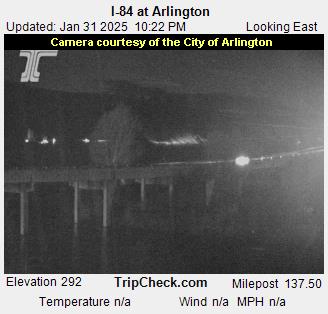 I-84 at Arlington
Updated: Jan 31 2025 10:22 PM Looking East
Camera courtesy of the City of Arlington
Elevation 292 TripCheck.com Milepost 137.50
Temperature n/a Wind n/a MPH n/a